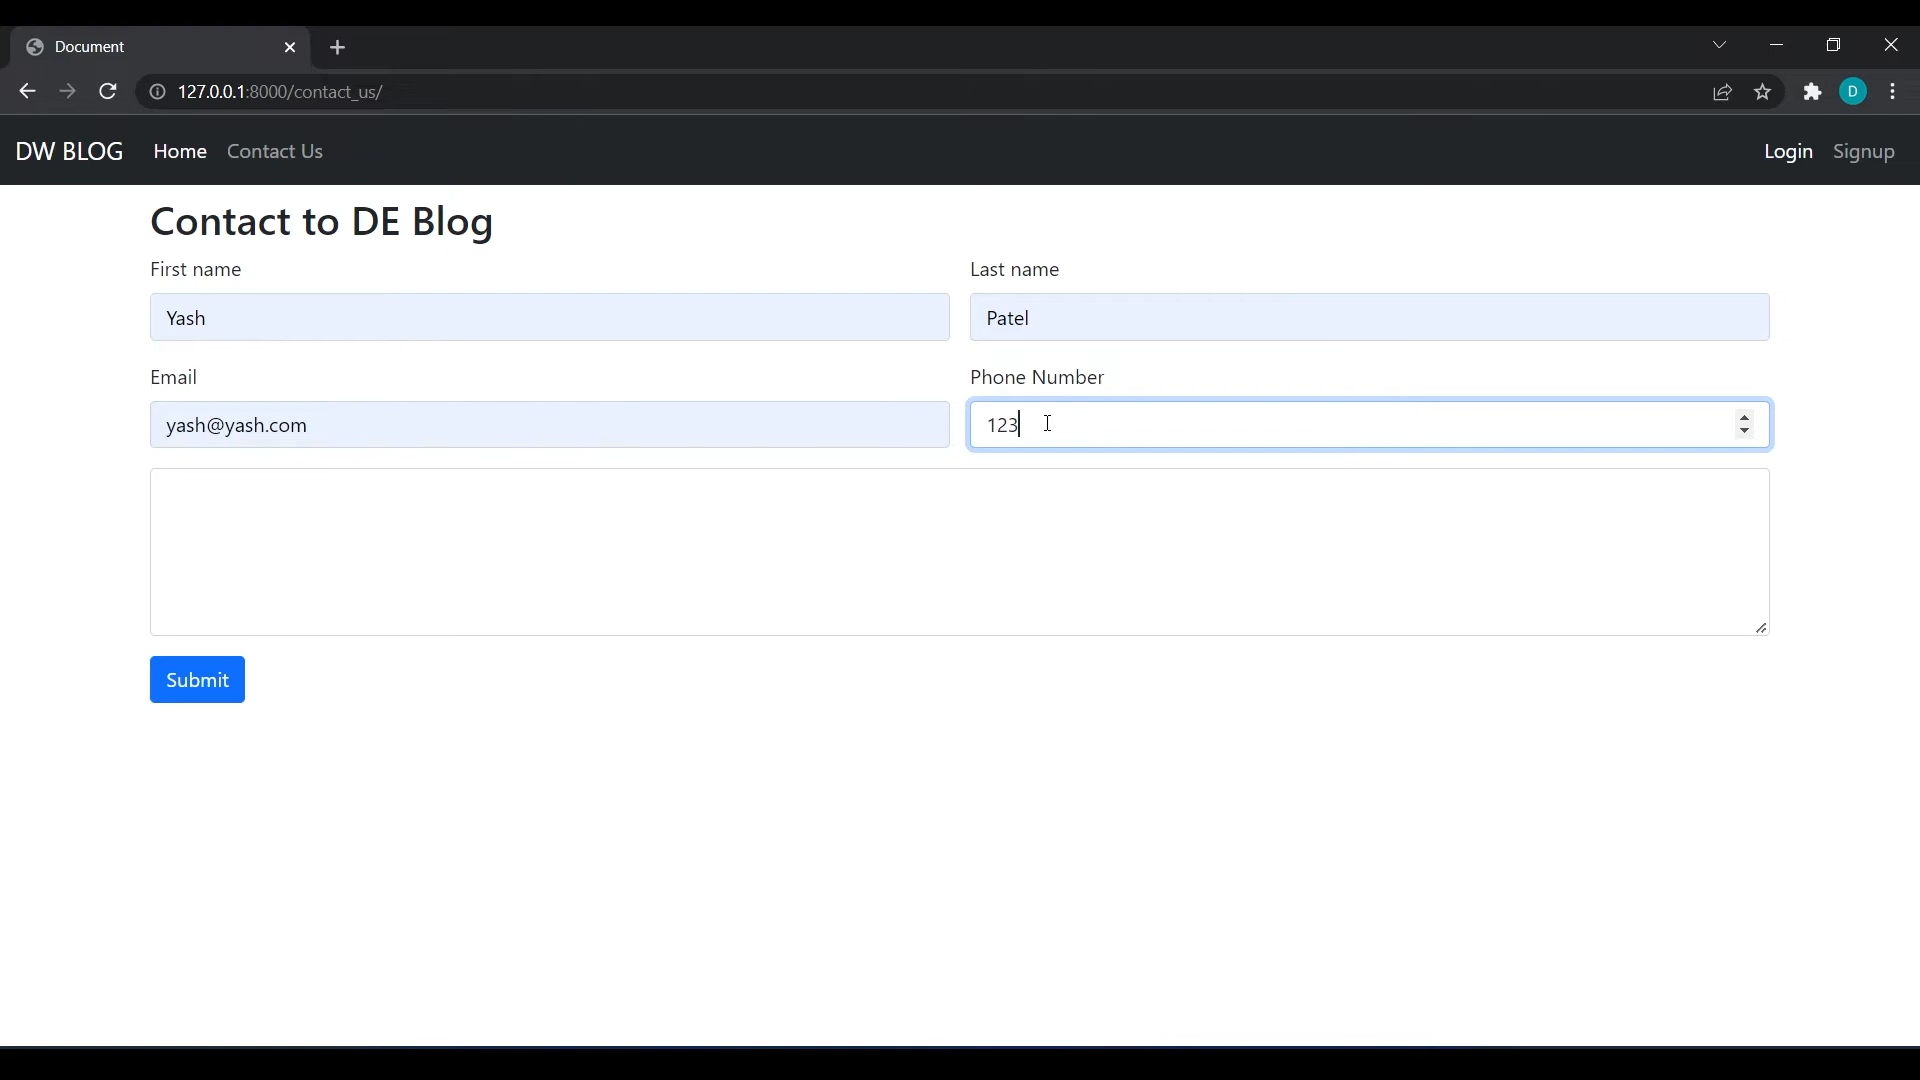 Document
127.0.0.1:8000/contact_us/
D
DW BLOG Home Contact Us Login Signup
Contact to DE Blog
First name Last name
Yash Patel
Email Phone Number
yash@yash.com 123
Submit